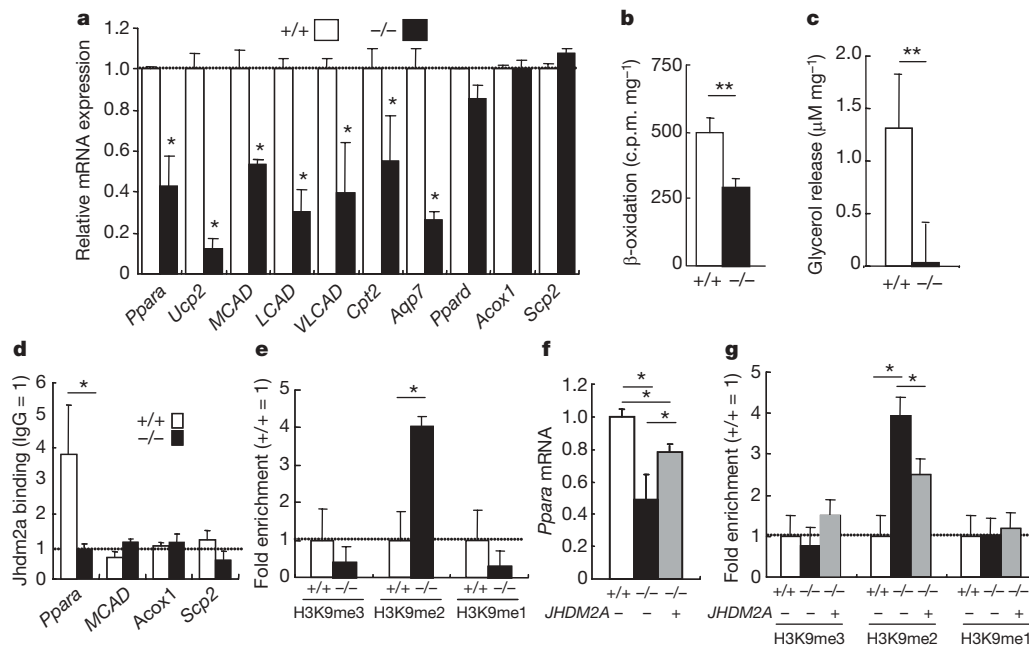 a
+/+ −/−
Relative mRNA expression
1.2
1.0
0.8
0.6
0.4
0.2
0
* * * * * * *
Ppara Ucp2 MCAD LCAD VLCAD Cpt2 Aqp7 Ppard Acox1 Scp2
b
β-oxidation (c.p.m. mg⁻¹)
750
500
250
0
**
+/+ −/−
c
Glycerol release (μM mg⁻¹)
2.0
1.5
1.0
0.5
0
**
+/+ −/−
d
Jhdm2a binding (IgG = 1)
6
5
4
3
2
1
0
*
+/+
−/−
Ppara MCAD Acox1 Scp2
e
Fold enrichment (+/+ = 1)
5
4
3
2
1
0
*
+/+ −/− +/+ −/− +/+ −/−
H3K9me3 H3K9me2 H3K9me1
f
Ppara mRNA
1.2
1.0
0.8
0.6
0.4
0.2
0
*
*
*
+/+ −/− −/−
JHDM2A − − +
g
Fold enrichment (+/+ = 1)
5
4
3
2
1
0
* *
+/+ −/− −/− +/+ −/− −/− +/+ −/− −/−
JHDM2A − − + − − + − − +
H3K9me3 H3K9me2 H3K9me1